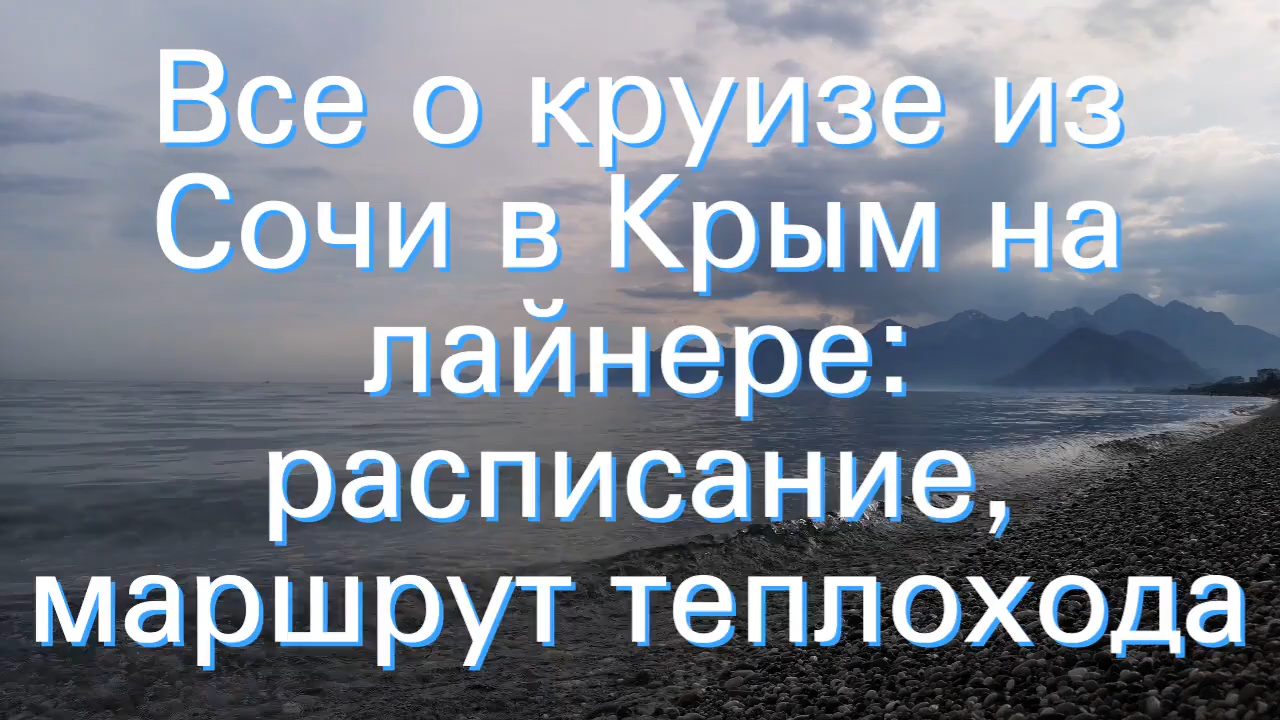 Все о круизе из
Сочи в Крым на
лайнере:
расписание,
маршрут теплохода